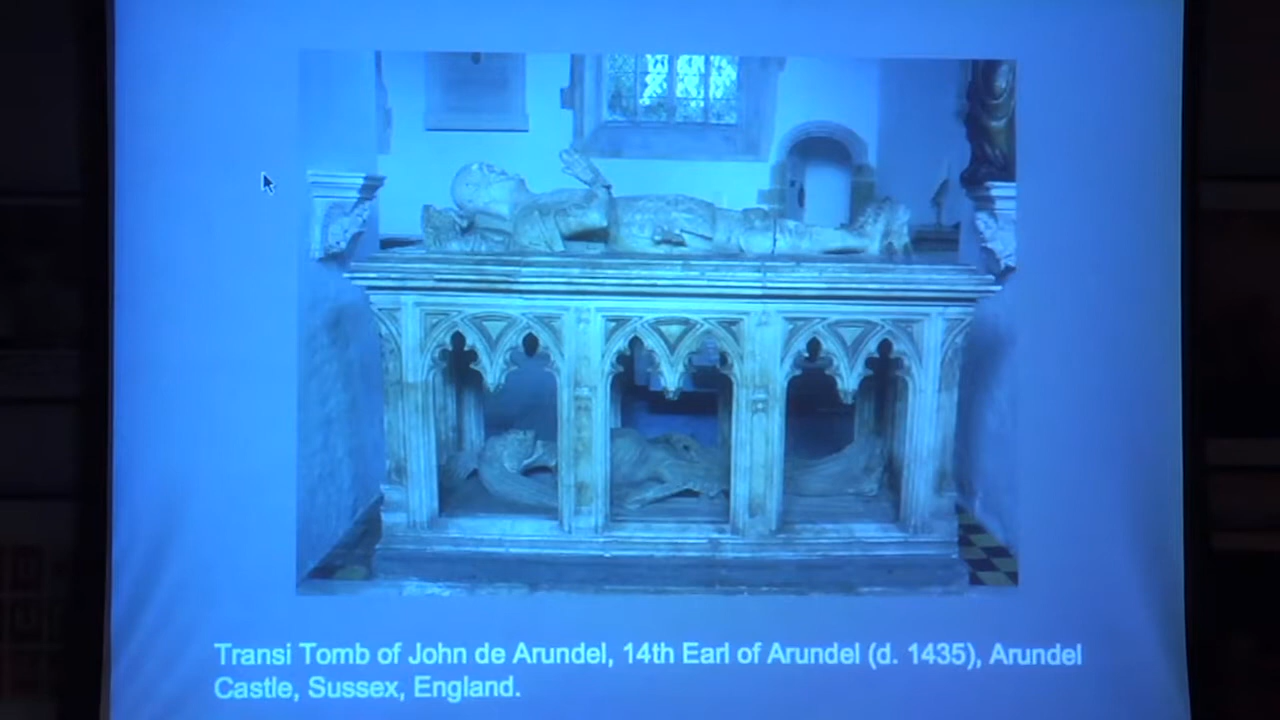 Transi Tomb of John de Arundel, 14th Earl of Arundel (d. 1435), Arundel
Castle, Sussex, England.